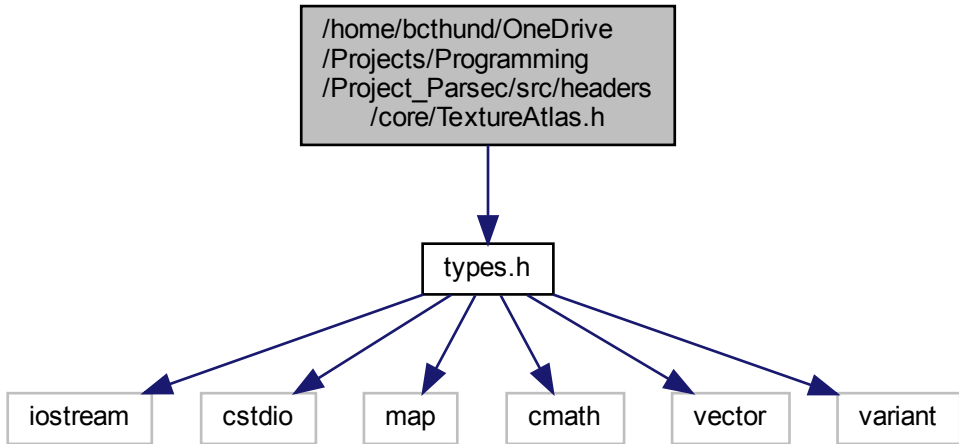 /home/bcthund/OneDrive
/Projects/Programming
/Project_Parsec/src/headers
/core/TextureAtlas.h
types.h
iostream
cstdio
map
cmath
vector
variant